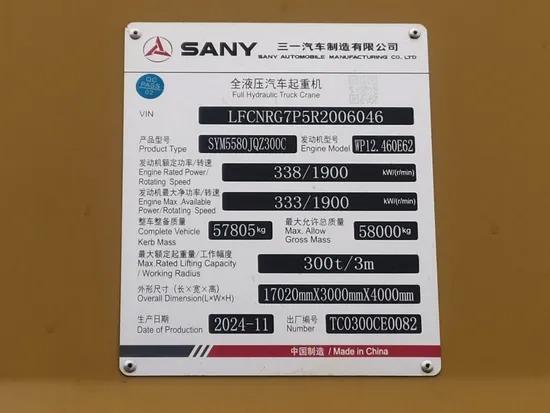 SANY 三一汽车制造有限公司
SANY AUTOMOBILE MANUFACTURING CO., LTD
QC
PASS
02
全液压汽车起重机
Full Hydraulic Truck Crane
VIN LFCNRG7P5R2006046
产品型号 发动机型号
Product Type SYM5580JQZ300C Engine Model WP12.460E62
发动机额定功率/转速
Engine Rated Power/ 338/1900 kW/(r/min)
Rotating Speed
发动机最大净功率/转速
Engine Max .Available 333/1900 kW/(r/min)
Power/Rotating Speed
整车整备质量 最大允许总质量
Complete Vehicle 57805kg Max. Allow 58000kg
Kerb Mass Gross Mass
最大额定起重量/工作幅度
Max.Rated Lifting Capacity 300t/3m
/ Working Radius
外形尺寸（长×宽×高）
Overall Dimension(L×W×H) 17020mmX3000mmX4000mm
生产日期 出厂编号
Date of Production 2024-11 Number TC0300CE0082
中国制造 / Made in China